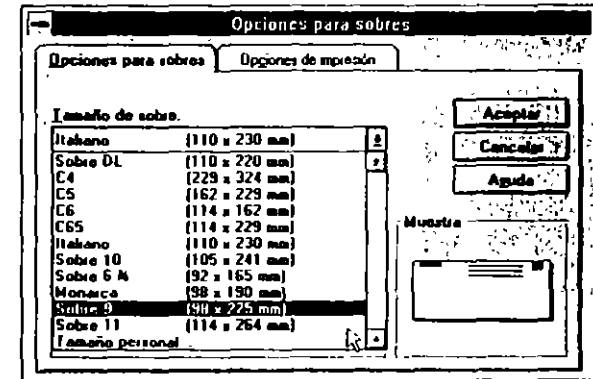 Opciones para sobres
Opciones para sobres
Opciones de impresión
Tamaño de sobre.
Italiano (110 x 230 mm)
Sobre DL (110 x 220 mm)
C4 (229 x 324 mm)
C5 (162 x 229 mm)
C6 (114 x 162 mm)
C65 (114 x 229 mm)
Italiano (110 x 230 mm)
Sobre 10 (105 x 241 mm)
Sobre 6 ¾ (92 x 165 mm)
Monarca (98 x 190 mm)
Sobre 9 (98 x 225 mm)
Sobre 11 (114 x 264 mm)
Tamaño personal
Aceptar
Cancelar
Ayuda
Muestra